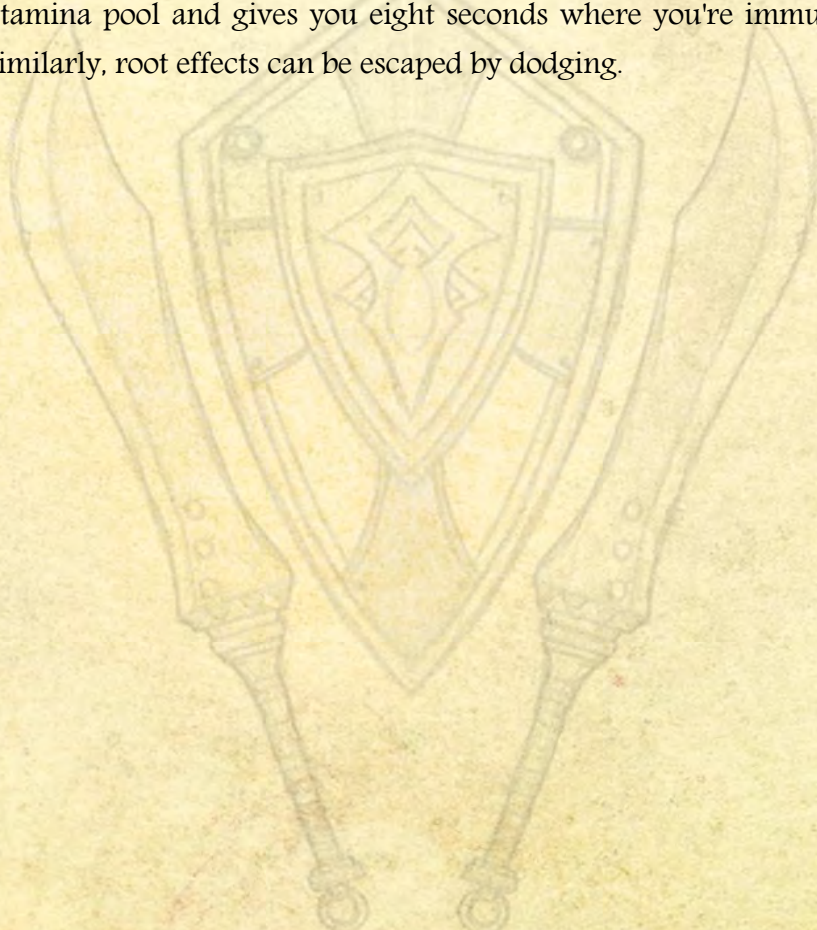 tamina pool and gives you eight seconds where you're immu
imilarly, root effects can be escaped by dodging.